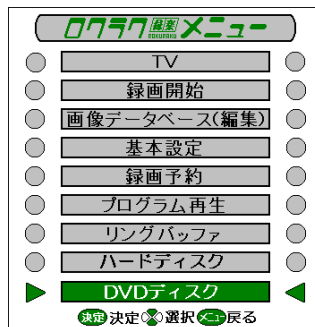 ロクラク録楽メニュー
TV
録画開始
画像データベース(編集)
基本設定
録画予約
プログラム再生
リングバッファ
ハードディスク
DVDディスク
決定 決定 選択 メニュー 戻る